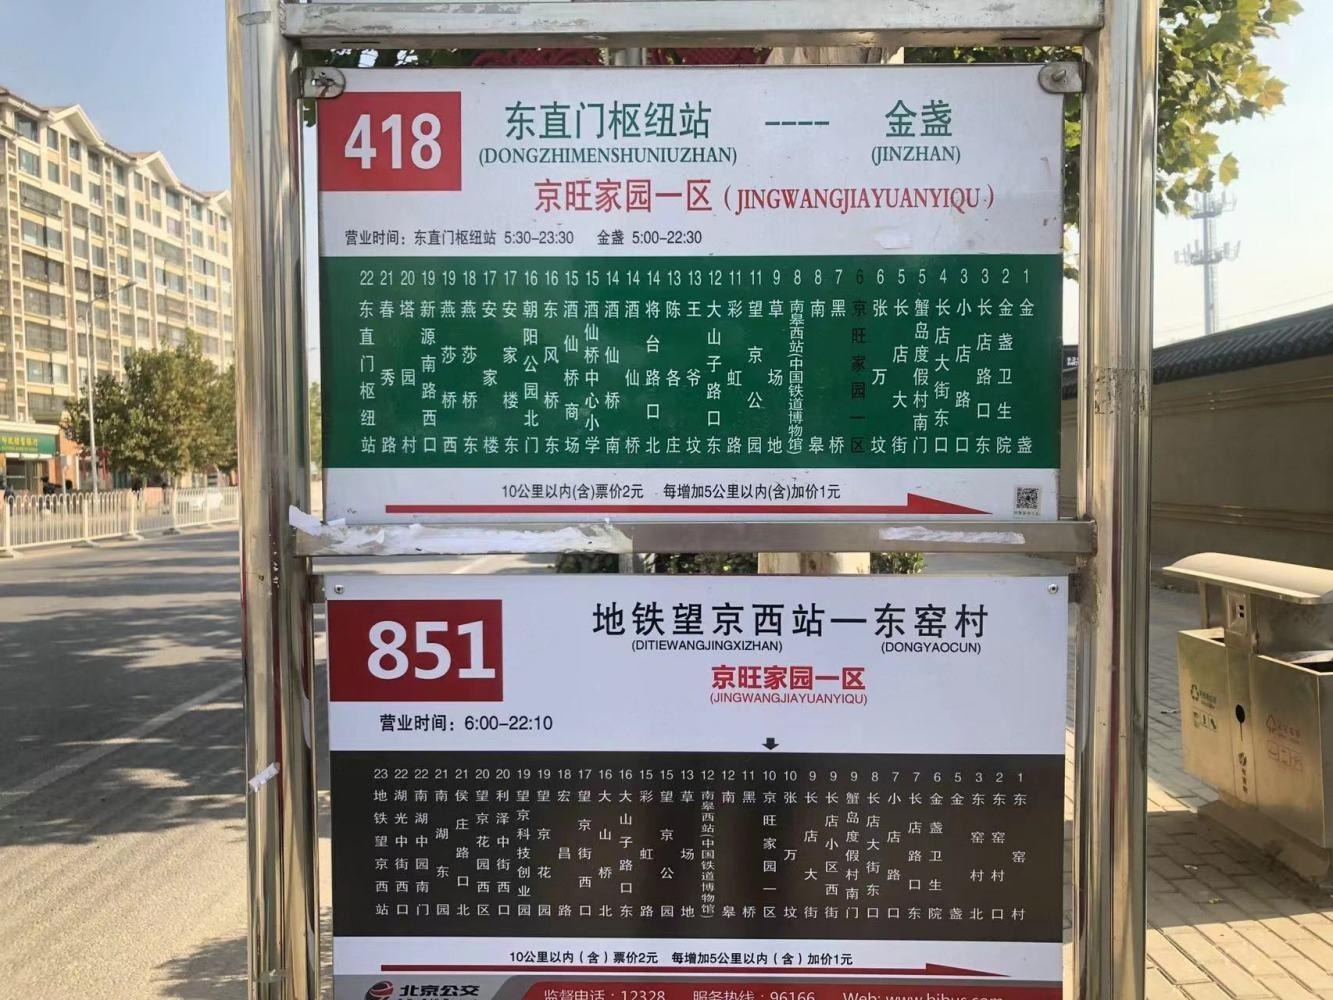 418
东直门枢纽站 ---- 金盏
(DONGZHIMENSHUNIUZHAN) (JINZHAN)
京旺家园一区 ( JINGWANGJIAYUANYIQU )
营业时间: 东直门枢纽站 5:30-23:30 金盏 5:00-22:30
22 东直门枢纽站
21 春秀路
20 塔园村
19 新源南路西口
19 燕莎桥西
18 燕莎桥东
17 安家楼
17 安家楼东
16 朝阳公园北门
16 东风桥东
15 酒仙桥商场
15 酒仙桥中心小学
14 酒仙桥南
14 酒仙桥
14 将台路口北
13 陈各庄
13 王爷坟
12 大山子路口东
11 彩虹路
11 望京公园
9 草场地
8 南皋西站(中国铁道博物馆)
8 南皋
7 黑桥
6 京旺家园一区
6 张万坟
5 长店大街
5 蟹岛度假村南门
4 长店大街东口
3 小店路口
3 长店路口东
2 金盏卫生院
1 金盏
10公里以内(含)票价2元 每增加5公里以内(含)加价1元
851
地铁望京西站—东窑村
(DITIEWANGJINGXIZHAN) (DONGYAOCUN)
京旺家园一区
(JINGWANGJIAYUANYIQU)
营业时间: 6:00-22:10
23 地铁望京西站
22 湖光中街西口
22 南湖中园南门
21 南湖东园
21 侯庄路口北
20 望京花园西区
20 利泽中街西口
19 望京科技创业园
19 望京花园
18 宏昌路
17 望京街西口
16 大山桥北
16 大山子路口东
15 彩虹路
15 望京公园
13 草场地
12 南皋西站(中国铁道博物馆)
12 南皋
11 黑桥
10 京旺家园一区
10 张万坟
9 长店大街
9 长店小区西街
9 蟹岛度假村南门
8 长店大街东口
7 小店路口
7 长店路口东
6 金盏卫生院
5 金盏
3 东窑村北
2 东窑村口
1 东窑村
10公里以内（含）票价2元 每增加5公里以内（含）加价1元
北京公交
监督电话: 12328 服务热线: 96166 Web: www.bjbus.com